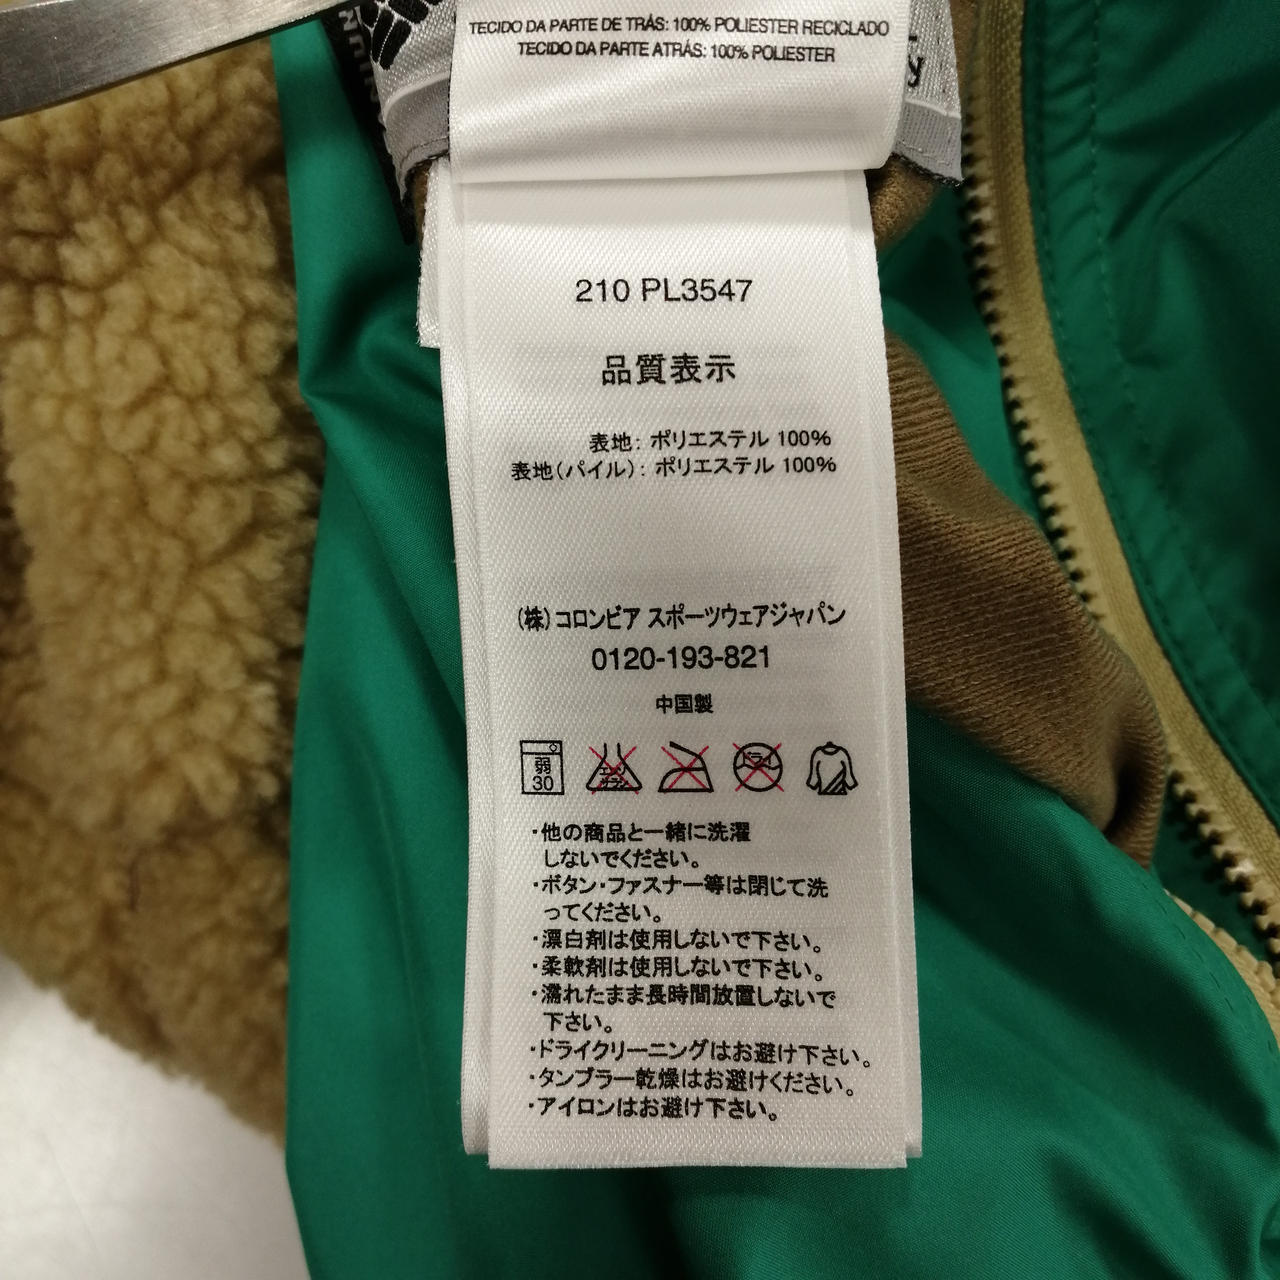 TECIDO DA PARTE DE TRÁS: 100% POLIESTER RECICLADO
TECIDO DA PARTE ATRÁS: 100% POLIESTER
210 PL3547
品質表示
表地: ポリエステル 100%
表地(パイル): ポリエステル 100%
(株)コロンビア スポーツウェアジャパン
0120-193-821
中国製
弱 30 エンソ サラシ ドライ
・他の商品と一緒に洗濯
しないでください。
・ボタン・ファスナー等は閉じて洗
ってください。
・漂白剤は使用しないで下さい。
・柔軟剤は使用しないで下さい。
・濡れたまま長時間放置しないで
下さい。
・ドライクリーニングはお避け下さい。
・タンブラー乾燥はお避けください。
・アイロンはお避け下さい。